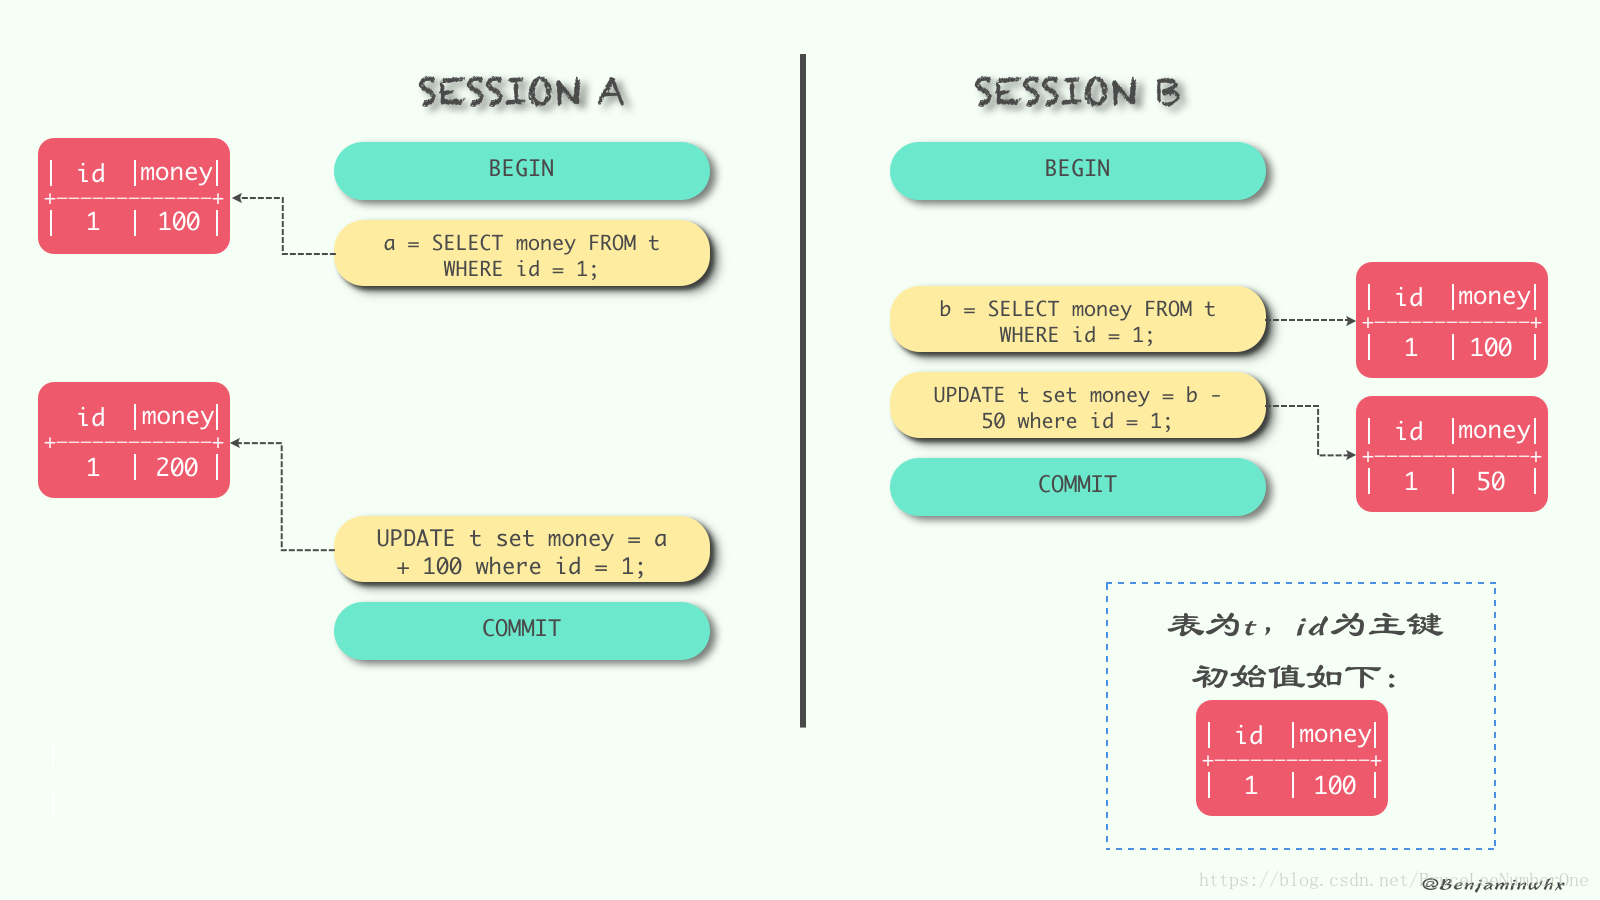 SESSION A
BEGIN
| id |money|
+-------------+
| 1 | 100 |
a = SELECT money FROM t
WHERE id = 1;
| id |money|
+-------------+
| 1 | 200 |
UPDATE t set money = a
+ 100 where id = 1;
COMMIT
SESSION B
BEGIN
b = SELECT money FROM t
WHERE id = 1;
| id |money|
+-------------+
| 1 | 100 |
UPDATE t set money = b -
50 where id = 1;
| id |money|
+-------------+
| 1 | 50 |
COMMIT
表为t，id为主键
初始值如下：
| id |money|
+-------------+
| 1 | 100 |
https://blog.csdn.net/BruceLeeNumberOne
@Benjaminwhx